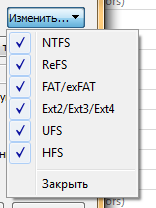 Изменить...
NTFS
ReFS
FAT/exFAT
Ext2/Ext3/Ext4
UFS
HFS
Закрыть